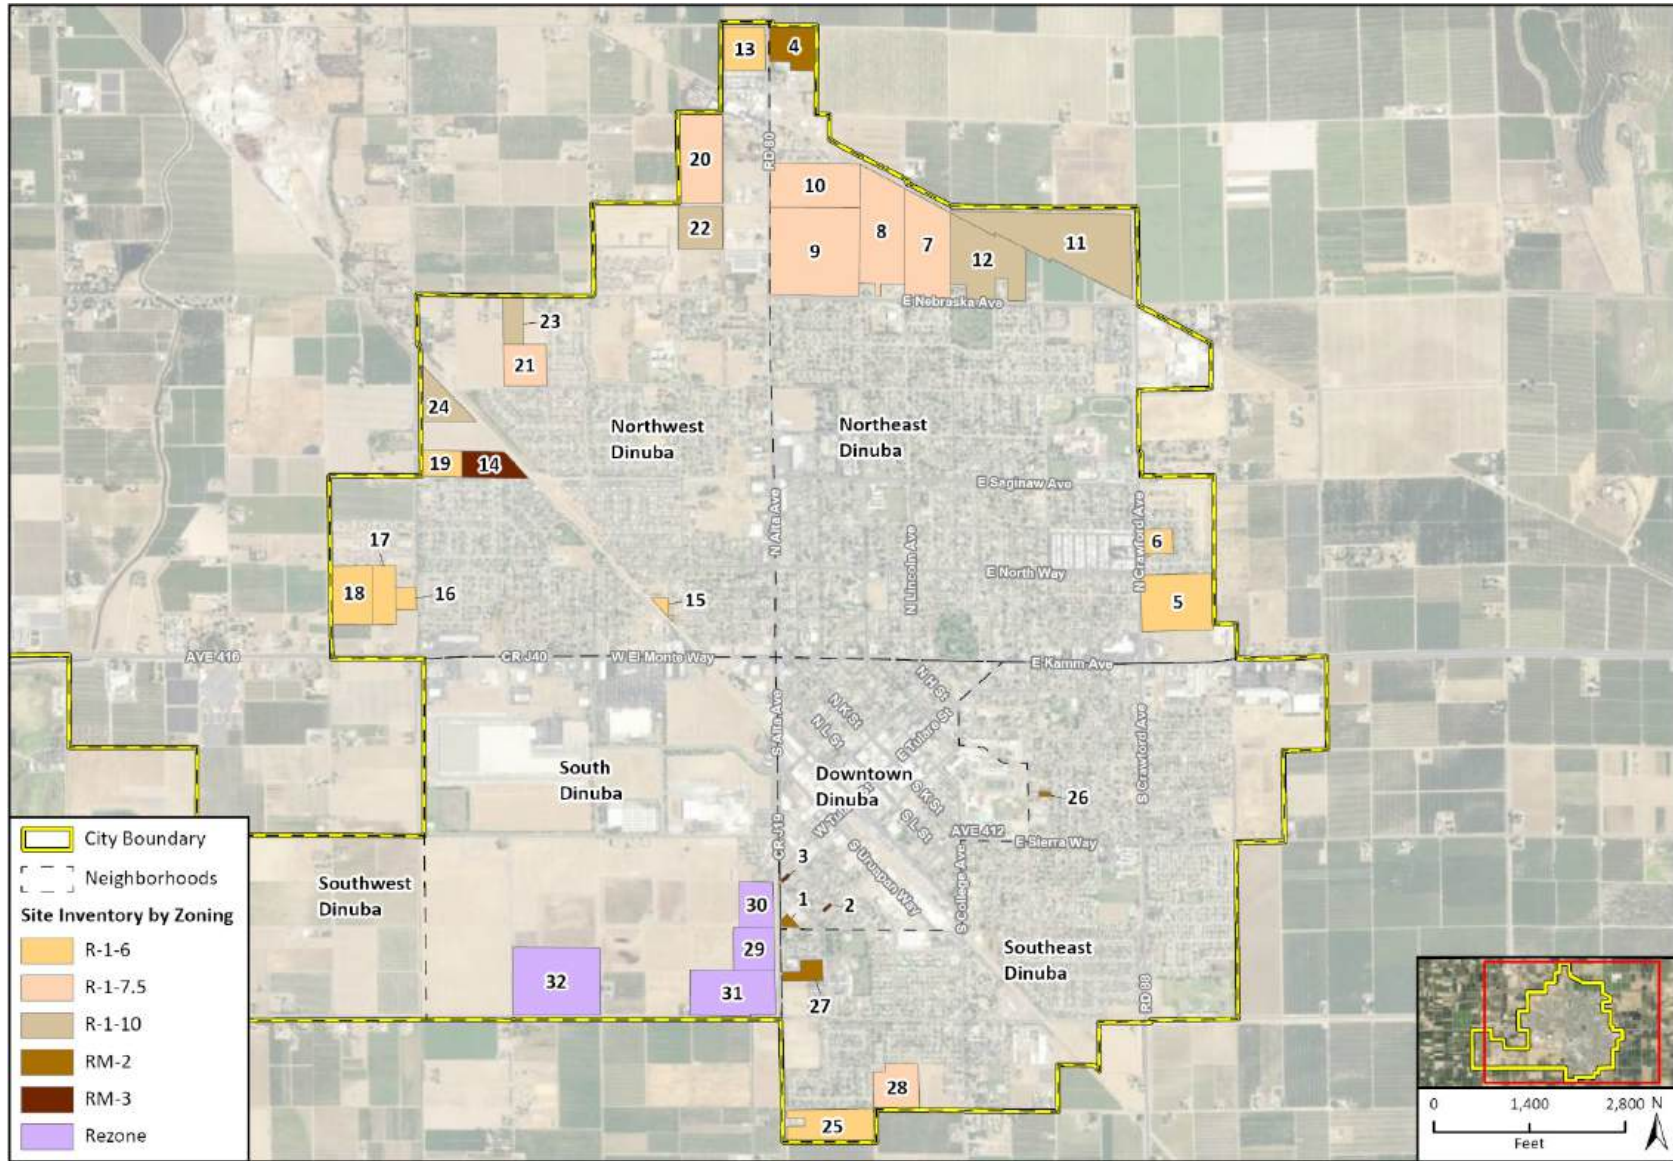 13
4
RD 80
20
10
22
9
8
7
12
11
E Nebraska Ave
23
21
24
Northwest
Dinuba
Northeast
Dinuba
19
14
E Saginaw Ave
N Alta Ave
N Lincoln Ave
N Crawford Ave
17
6
E North Way
18
16
15
5
AVE 416
CR J40
W El Monte Way
E Kamm Ave
N H St
N K St
N L St
E Tulare St
S Alta Ave
S Crawford Ave
South
Dinuba
Downtown
Dinuba
S K St
S L St
26
AVE 412
E Sierra Way
CR J19
S Uruapan Way
S College Ave
3
Southwest
Dinuba
30
1
2
29
Southeast
Dinuba
32
31
27
RD 88
28
25
City Boundary
Neighborhoods
Site Inventory by Zoning
R-1-6
R-1-7.5
R-1-10
RM-2
RM-3
Rezone
0 1,400 2,800 N
Feet